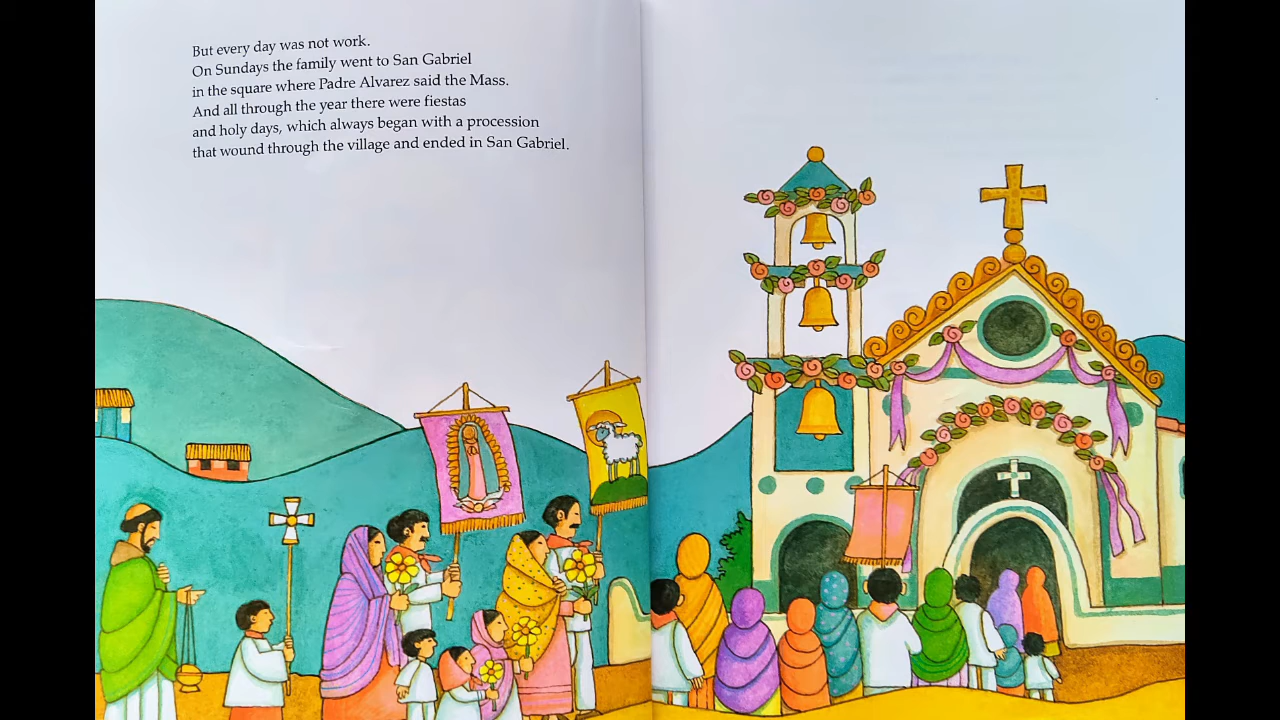 But every day was not work.
On Sundays the family went to San Gabriel
in the square where Padre Alvarez said the Mass.
And all through the year there were fiestas
and holy days, which always began with a procession
that wound through the village and ended in San Gabriel.